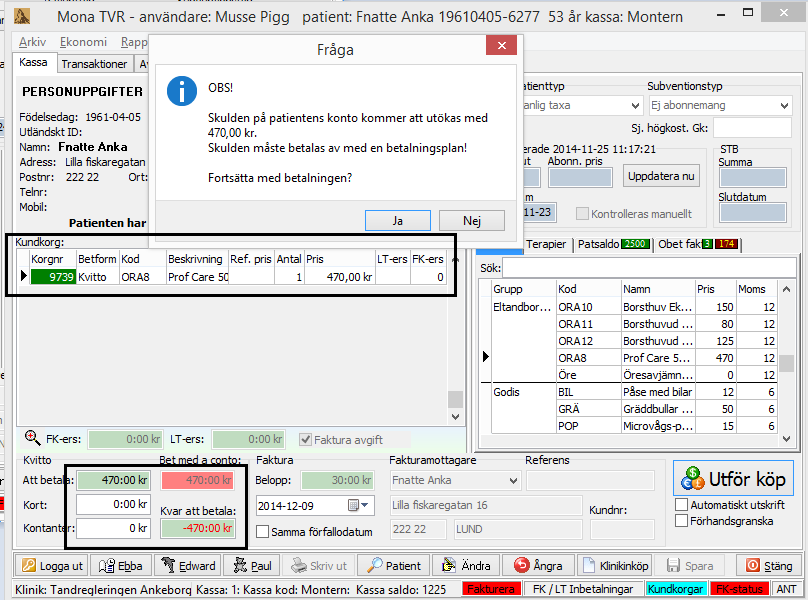 Mona TVR - användare: Musse Pigg patient: Fnatte Anka 19610405-6277 53 år kassa: Montern
Arkiv Ekonomi Rapp
Kassa Transaktioner
PERSONUPPGIFTER
Födelsedag: 1961-04-05
Utländskt ID:
Namn: Fnatte Anka
Adress: Lilla fiskaregatan
Postnr: 222 22 Ort:
Telnr:
Mobil:
Patienten har
Fråga
OBS!
Skulden på patientens konto kommer att utökas med
470,00 kr.
Skulden måste betalas av med en betalningsplan!
Fortsätta med betalningen?
Ja Nej
atienttyp Subventionstyp
anlig taxa Ej abonnemang
Sj. högkost. Gk:
erade 2014-11-25 11:17:21 STB
ut Abonn. pris Summa
Uppdatera nu
Slutdatum
11-23 Kontrolleras manuellt
Terapier Patsaldo 2500 Obet fakt 3 174
Kundkorg:
Korgnr Betform Kod Beskrivning Ref. pris Antal Pris LT-ers FK-ers
9739 Kvitto ORA8 Prof Care 50 1 470,00 kr 0
Sök:
Grupp Kod Namn Pris Moms
Eltandbor... ORA10 Borsthuv Ek... 150 12
ORA11 Borsthuvud ... 80 12
ORA12 Borsthuvud ... 125 12
ORA8 Prof Care 5... 470 12
Öre Öresavjämn... 0 12
Godis BIL Påse med bilar 12 6
GRÄ Gräddbullar ... 50 6
POP Microvågs-p... 15 6
FK-ers: 0:00 kr LT-ers: 0:00 kr Faktura avgift
Kvitto Bet med a conto: Faktura Fakturamottagare Referens
Att betala: 470:00 kr 470:00 kr Belopp: 30:00 kr Fnatte Anka
Kort: 0:00 kr Kvar att betala: 2014-12-09 Lilla fiskaregatan 16 Kundnr:
Kontanter: 0 kr -470:00 kr Samma förfallodatum 222 22 LUND
Utför köp
Automatiskt utskrift
Förhandsgranska
Logga ut Ebba Edward Paul Skriv ut Patient Ändra Ångra Klinikinköp Spara Stäng
Klinik: Tandregleringen Ankeborg Kassa: 1: Kassa kod: Montern: Kassa saldo: 1225 Fakturera FK / LT Inbetalningar Kundkorgar FK-status ANT